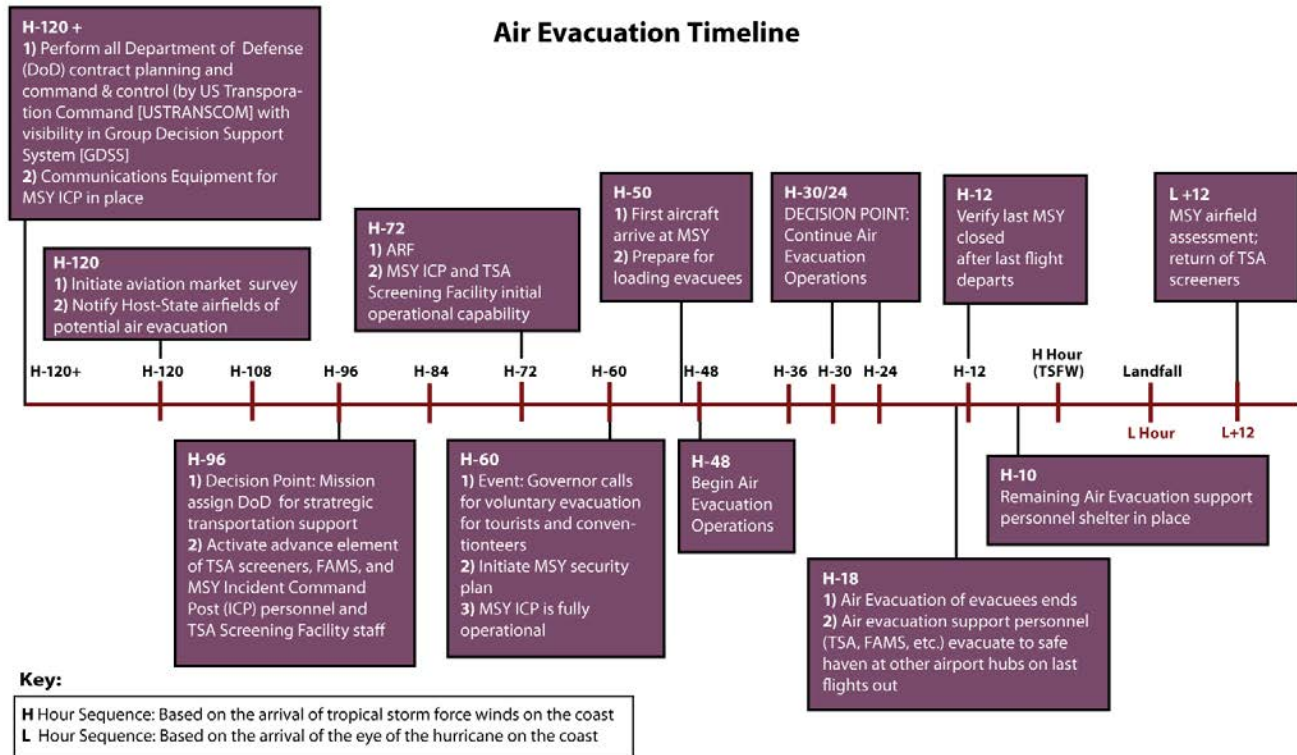 Air Evacuation Timeline
H-120 +
1) Perform all Department of Defense
(DoD) contract planning and
command & control (by US Transpora-
tion Command [USTRANSCOM] with
visibility in Group Decision Support
System [GDSS]
2) Communications Equipment for
MSY ICP in place
H-120
1) Initiate aviation market survey
2) Notify Host-State airfields of
potential air evacuation
H-72
1) ARF
2) MSY ICP and TSA
Screening Facility initial
operational capability
H-50
1) First aircraft
arrive at MSY
2) Prepare for
loading evacuees
H-30/24
DECISION POINT:
Continue Air
Evacuation
Operations
H-12
Verify last MSY
closed
after last flight
departs
L +12
MSY airfield
assessment;
return of TSA
screeners
H-120+
H-120
H-108
H-96
H-84
H-72
H-60
H-48
H-36
H-30
H-24
H-12
H Hour
(TSFW)
Landfall
L Hour
L+12
H-96
1) Decision Point: Mission
assign DoD for stratregic
transportation support
2) Activate advance element
of TSA screeners, FAMS, and
MSY Incident Command
Post (ICP) personnel and
TSA Screening Facility staff
H-60
1) Event: Governor calls
for voluntary evacuation
for tourists and conven-
tionteers
2) Initiate MSY security
plan
3) MSY ICP is fully
operational
H-48
Begin Air
Evacuation
Operations
H-18
1) Air Evacuation of evacuees ends
2) Air evacuation support personnel
(TSA, FAMS, etc.) evacuate to safe
haven at other airport hubs on last
flights out
H-10
Remaining Air Evacuation support
personnel shelter in place
Key:
H Hour Sequence: Based on the arrival of tropical storm force winds on the coast
L Hour Sequence: Based on the arrival of the eye of the hurricane on the coast